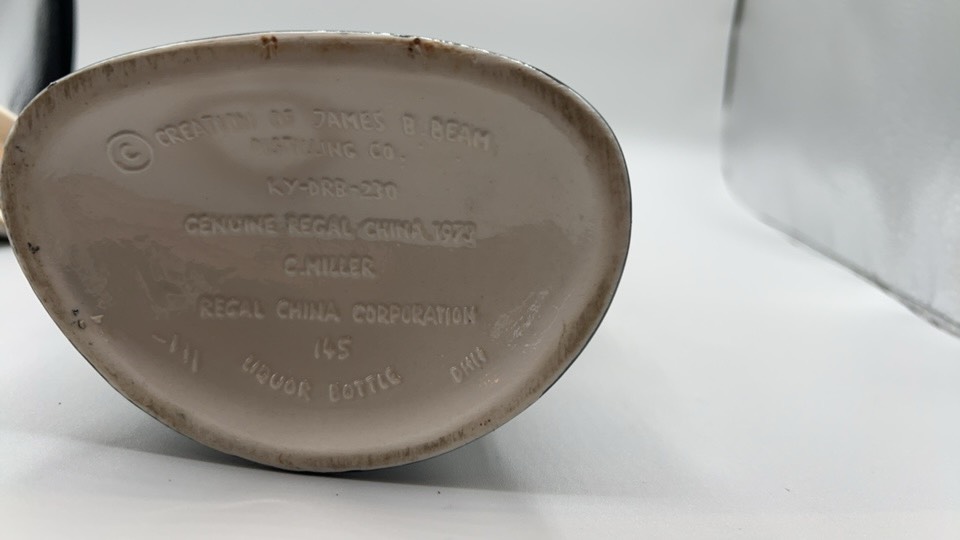 © CREATION OF JAMES B. BEAM
DISTILLING CO.
KY-DRB-230
GENUINE REGAL CHINA 1979
C. MILLER
REGAL CHINA CORPORATION
145
LIQUOR BOTTLE